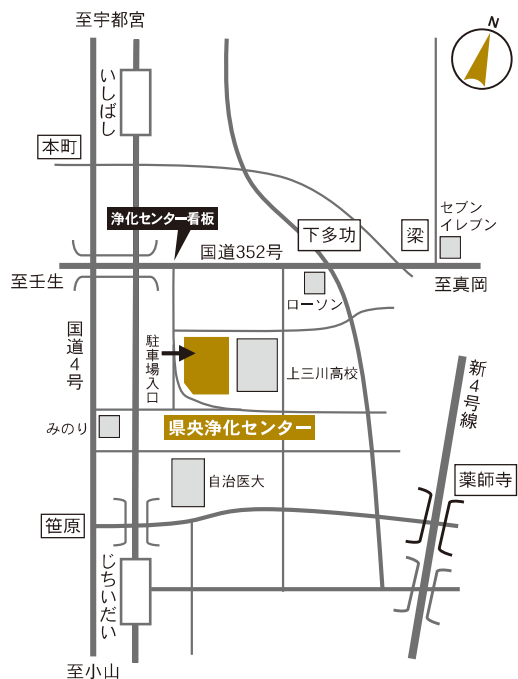 至宇都宮
N
いしばし
本町
浄化センター看板
セブン
イレブン
下多功
梁
国道352号
至壬生
至真岡
ローソン
国道4号
駐車場入口
上三川高校
新4号線
みのり
県央浄化センター
自治医大
薬師寺
笹原
じちいだい
至小山